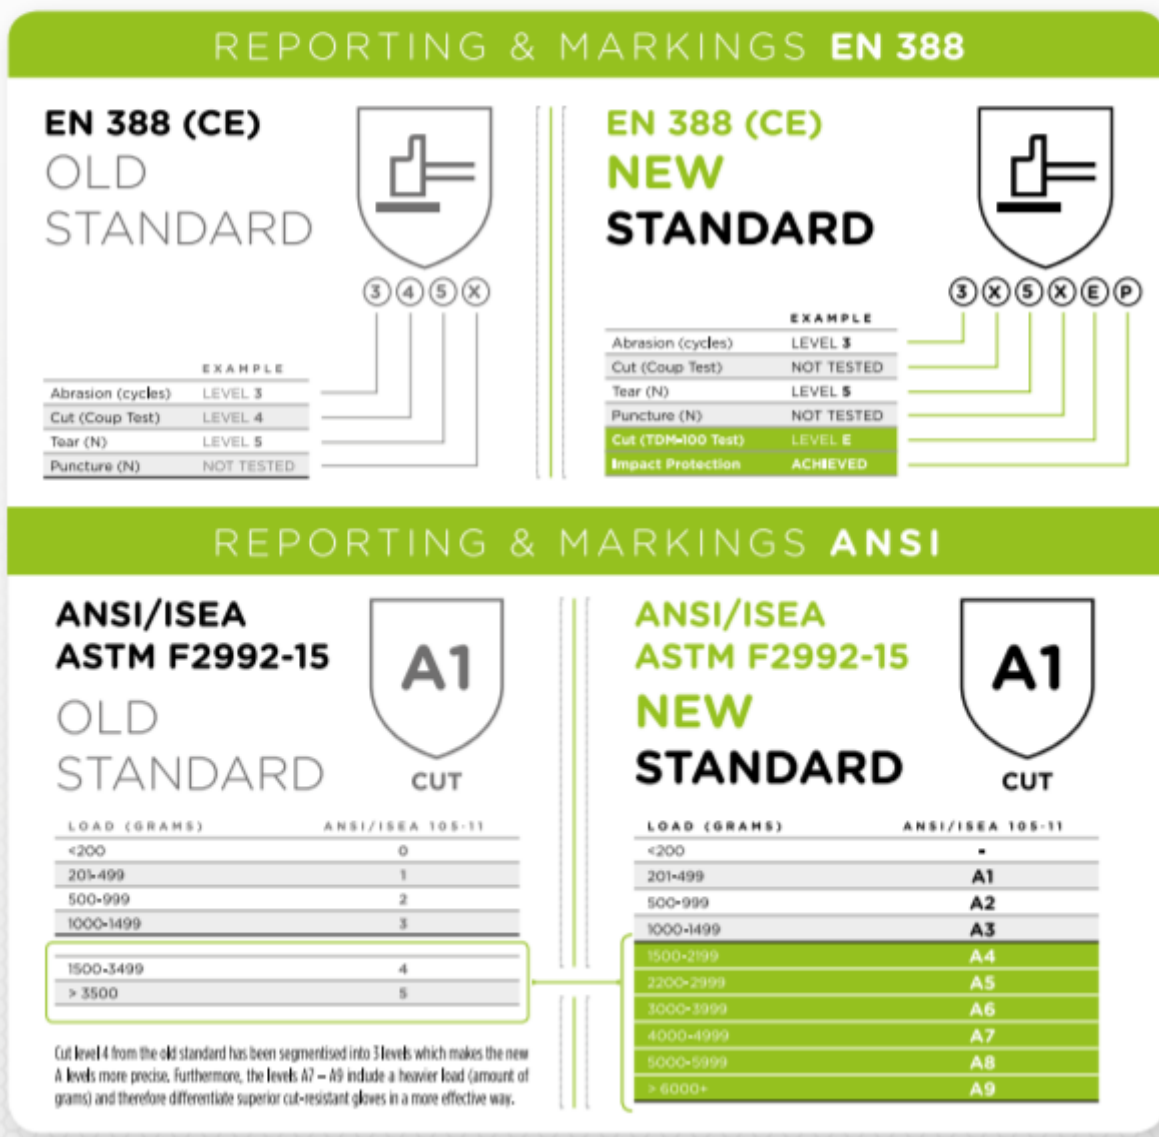 REPORTING & MARKINGS EN 388
EN 388 (CE)
OLD
STANDARD
3 4 5 X
EXAMPLE
Abrasion (cycles) LEVEL 3
Cut (Coup Test) LEVEL 4
Tear (N) LEVEL 5
Puncture (N) NOT TESTED
EN 388 (CE)
NEW
STANDARD
3 X 5 X E P
EXAMPLE
Abrasion (cycles) LEVEL 3
Cut (Coup Test) NOT TESTED
Tear (N) LEVEL 5
Puncture (N) NOT TESTED
Cut (TDM-100 Test) LEVEL E
Impact Protection ACHIEVED
REPORTING & MARKINGS ANSI
ANSI/ISEA
ASTM F2992-15
OLD
STANDARD
A1
CUT
LOAD (GRAMS) ANSI/ISEA 105-11
<200 0
201-499 1
500-999 2
1000-1499 3
1500-3499 4
> 3500 5
Cut level 4 from the old standard has been segmentised into 3 levels which makes the new
A levels more precise. Furthermore, the levels A7 – A9 include a heavier load (amount of
grams) and therefore differentiate superior cut-resistant gloves in a more effective way.
ANSI/ISEA
ASTM F2992-15
NEW
STANDARD
A1
CUT
LOAD (GRAMS) ANSI/ISEA 105-11
<200 -
201-499 A1
500-999 A2
1000-1499 A3
1500-2199 A4
2200-2999 A5
3000-3999 A6
4000-4999 A7
5000-5999 A8
> 6000+ A9